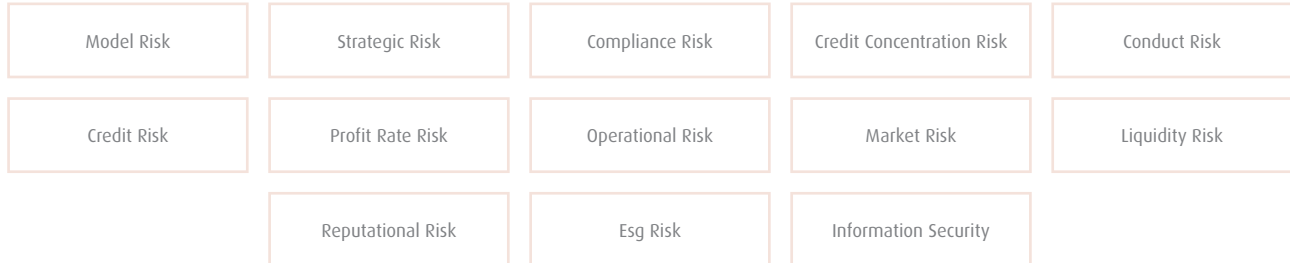 Model Risk
Strategic Risk
Compliance Risk
Credit Concentration Risk
Conduct Risk
Credit Risk
Profit Rate Risk
Operational Risk
Market Risk
Liquidity Risk
Reputational Risk
Esg Risk
Information Security